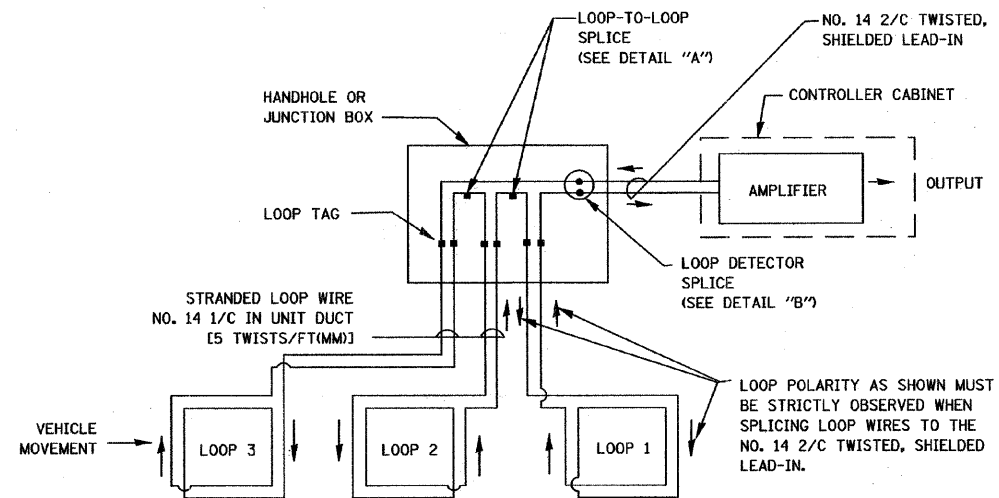 LOOP-TO-LOOP
SPLICE
(SEE DETAIL "A")
NO. 14 2/C TWISTED,
SHIELDED LEAD-IN
HANDHOLE OR
JUNCTION BOX
CONTROLLER CABINET
AMPLIFIER
OUTPUT
LOOP TAG
LOOP DETECTOR
SPLICE
(SEE DETAIL "B")
STRANDED LOOP WIRE
NO. 14 1/C IN UNIT DUCT
[5 TWISTS/FT(MM)]
LOOP POLARITY AS SHOWN MUST
BE STRICTLY OBSERVED WHEN
SPLICING LOOP WIRES TO THE
NO. 14 2/C TWISTED, SHIELDED
LEAD-IN.
VEHICLE
MOVEMENT
LOOP 3
LOOP 2
LOOP 1